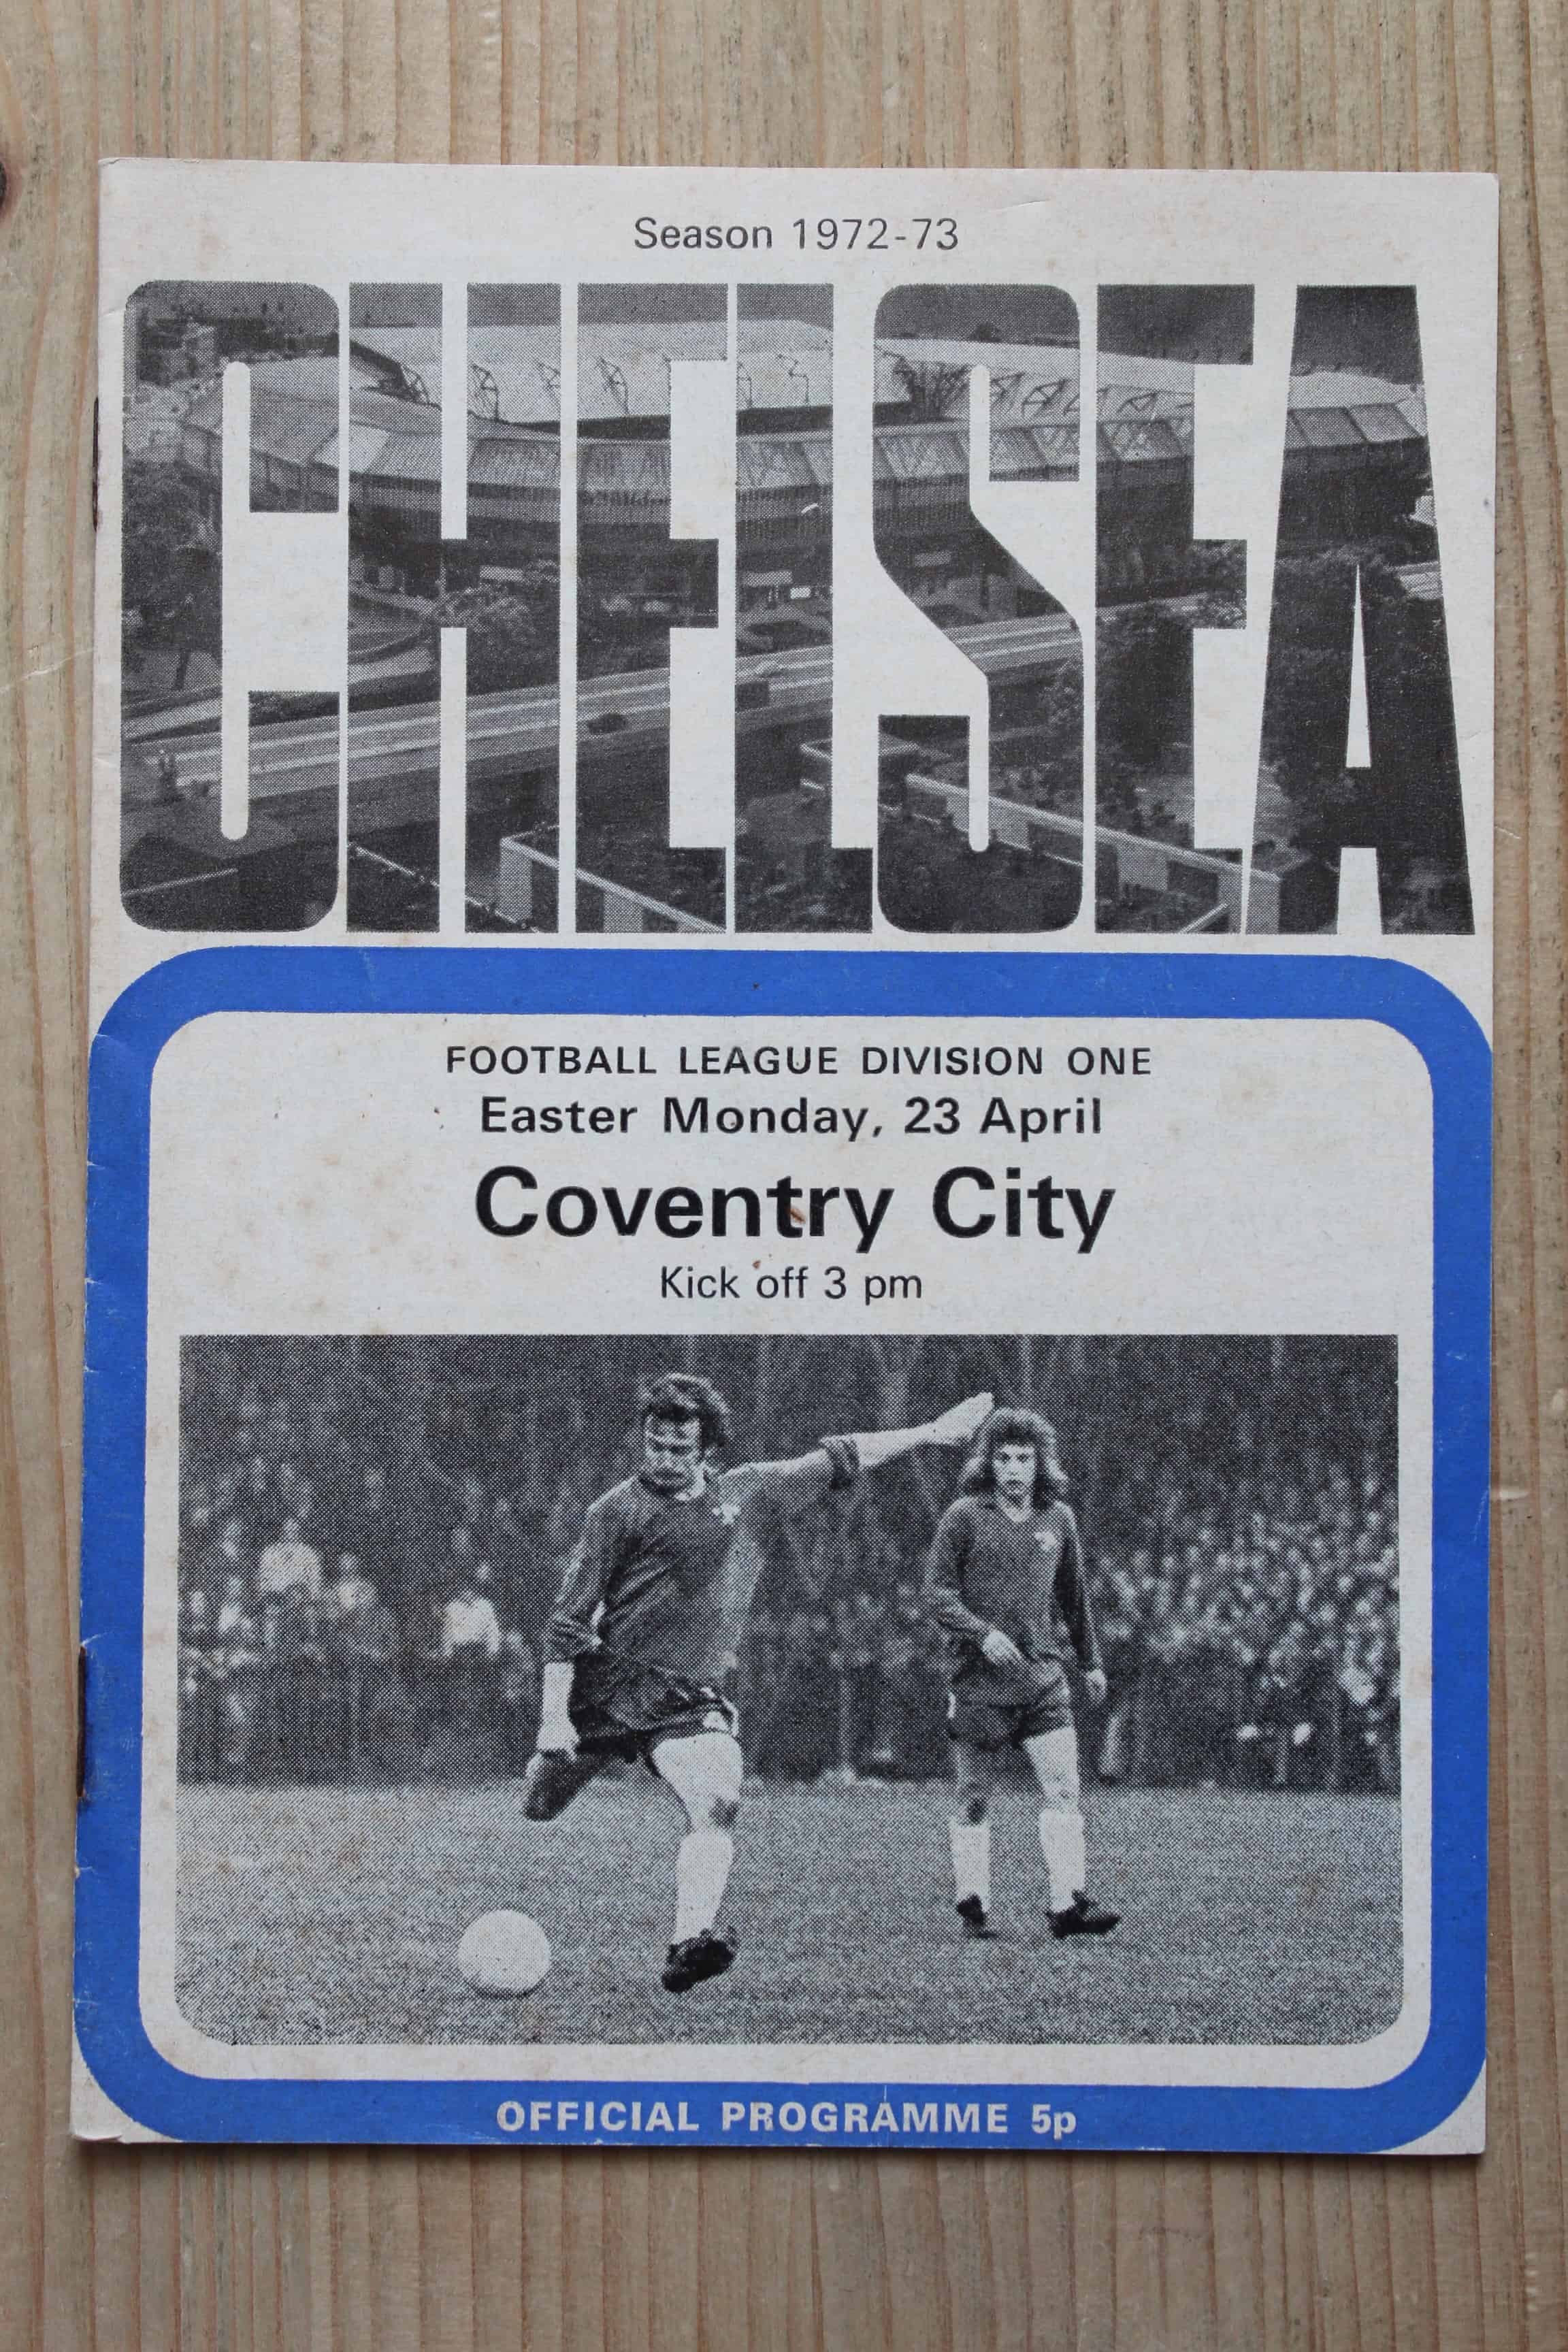 Season 1972-73
CHELSEA
FOOTBALL LEAGUE DIVISION ONE
Easter Monday, 23 April
Coventry City
Kick off 3 pm
OFFICIAL PROGRAMME 5p